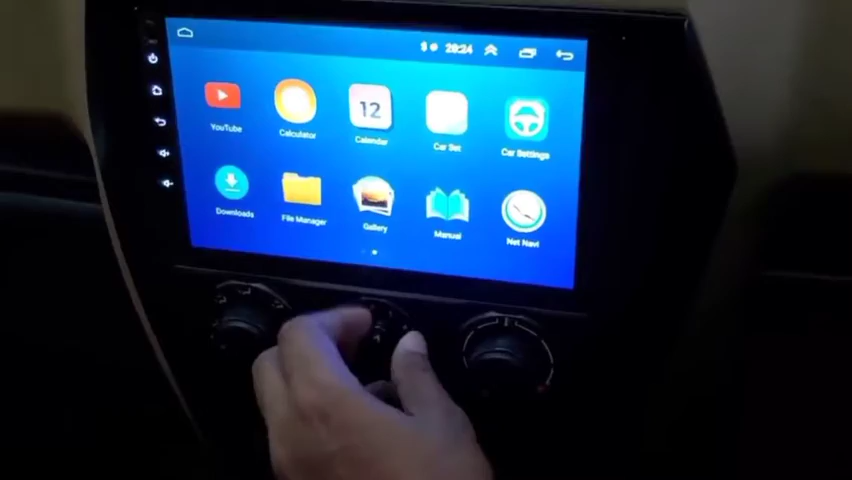 20:24
YouTube
Calculator
12
Calendar
Car Set
Car Settings
Downloads
File Manager
Gallery
Manual
Net Navi